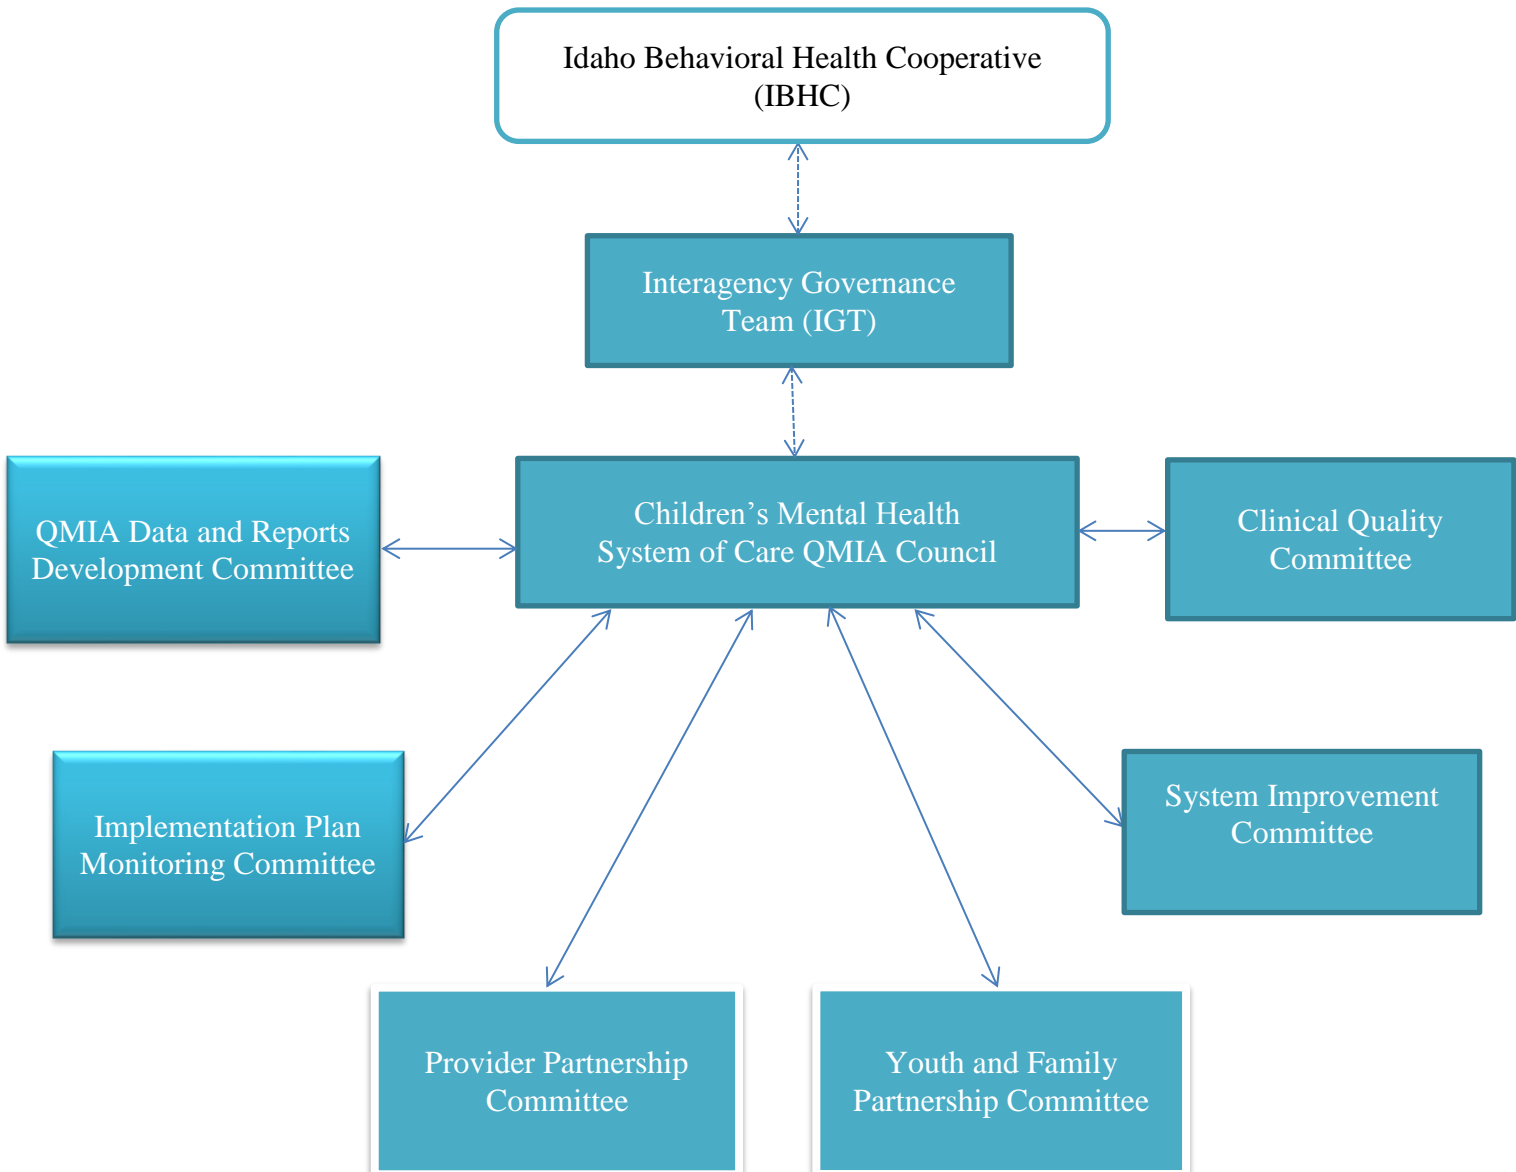 Idaho Behavioral Health Cooperative
(IBHC)
Interagency Governance
Team (IGT)
Children’s Mental Health
System of Care QMIA Council
QMIA Data and Reports
Development Committee
Clinical Quality
Committee
Implementation Plan
Monitoring Committee
System Improvement
Committee
Provider Partnership
Committee
Youth and Family
Partnership Committee